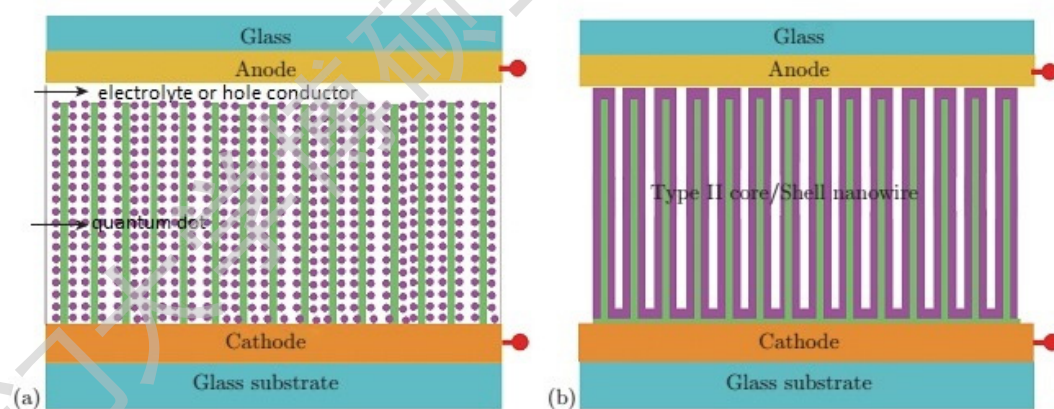 Glass
Anode
electrolyte or hole conductor
quantum dot
Cathode
Glass substrate
(a)
Glass
Anode
Type II core/Shell nanowire
Cathode
Glass substrate
(b)